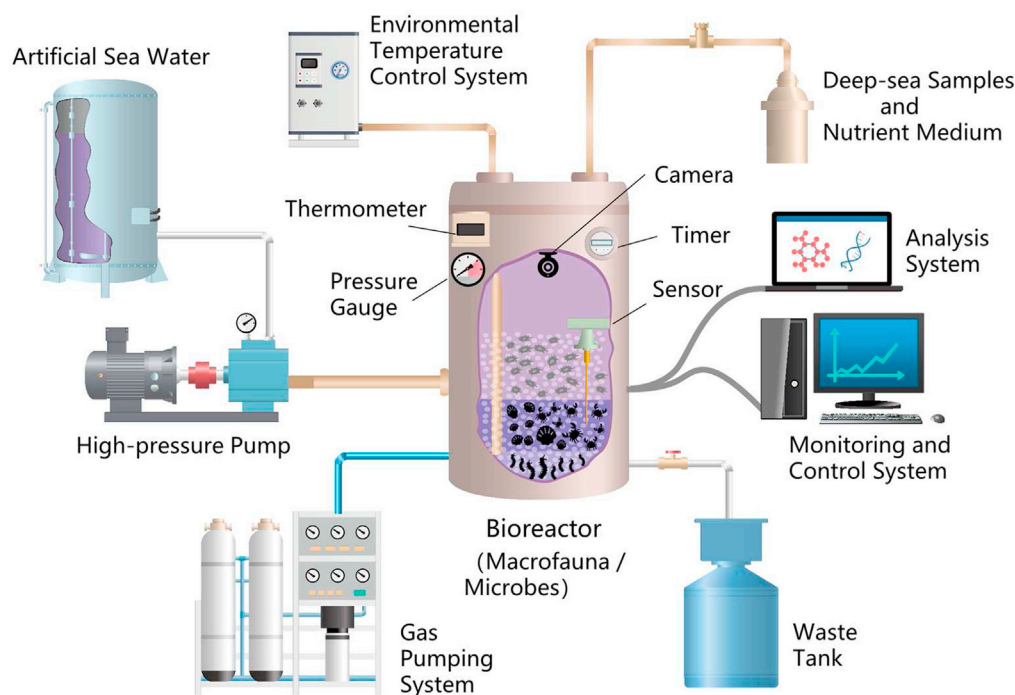 Artificial Sea Water
Environmental
Temperature
Control System
Deep-sea Samples
and
Nutrient Medium
Camera
Thermometer
Timer
Analysis
System
Pressure
Gauge
Sensor
High-pressure Pump
Monitoring and
Control System
Bioreactor
(Macrofauna /
Microbes)
Gas
Pumping
System
Waste
Tank